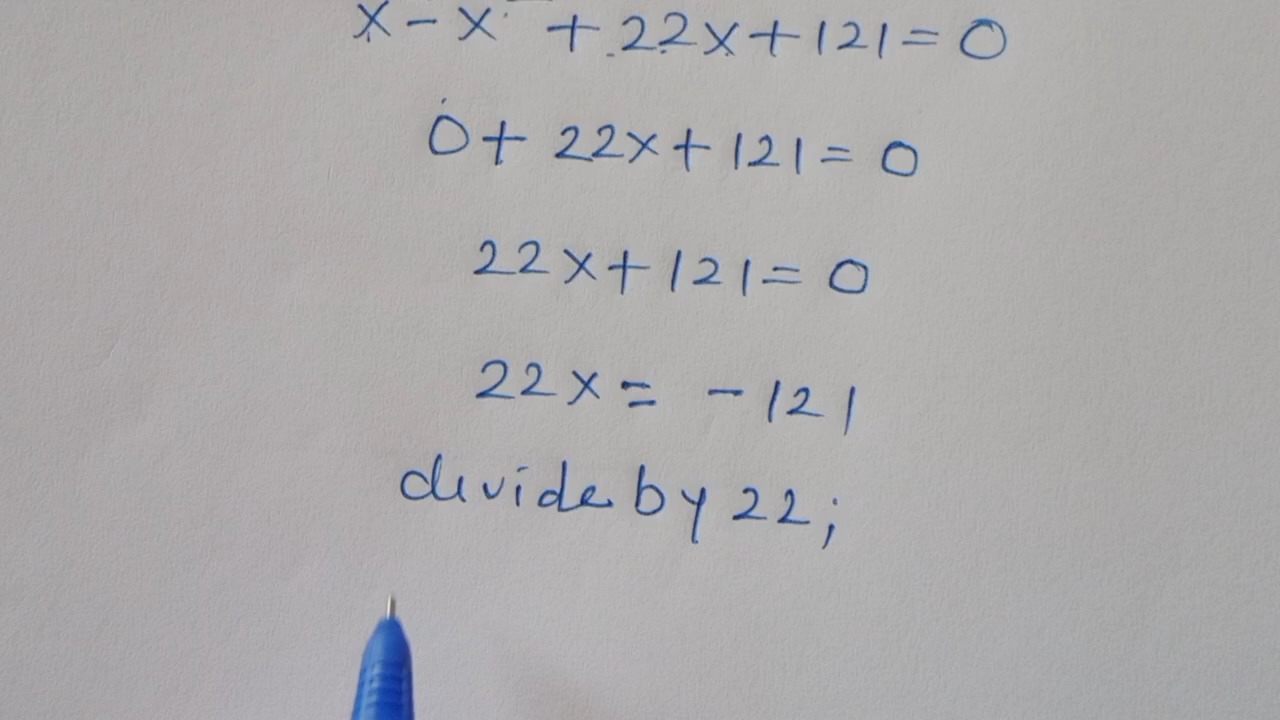 x - x + 22x + 121 = 0
0 + 22x + 121 = 0
22x + 121 = 0
22x = -121
divide by 22;